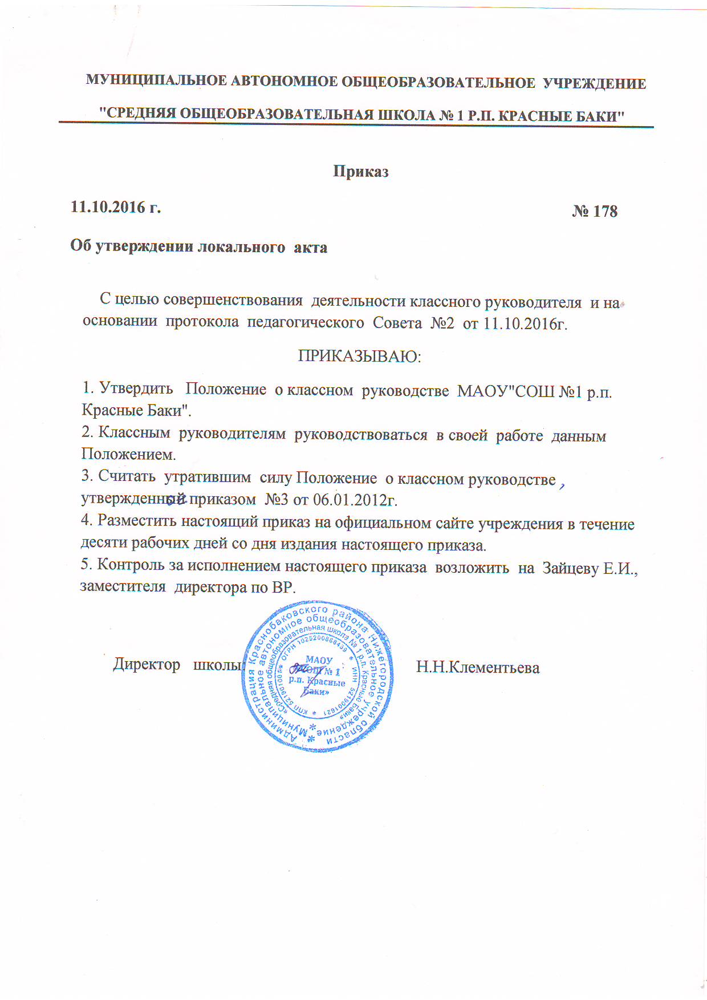 МУНИЦИПАЛЬНОЕ АВТОНОМНОЕ ОБЩЕОБРАЗОВАТЕЛЬНОЕ УЧРЕЖДЕНИЕ
"СРЕДНЯЯ ОБЩЕОБРАЗОВАТЕЛЬНАЯ ШКОЛА № 1 Р.П. КРАСНЫЕ БАКИ"
Приказ
11.10.2016 г. № 178
Об утверждении локального акта
С целью совершенствования деятельности классного руководителя и на
основании протокола педагогического Совета №2 от 11.10.2016г.
ПРИКАЗЫВАЮ:
1. Утвердить Положение о классном руководстве МАОУ"СОШ №1 р.п.
Красные Баки".
2. Классным руководителям руководствоваться в своей работе данным
Положением.
3. Считать утратившим силу Положение о классном руководстве ,
приказом №3 от 06.01.2012г.
4. Разместить настоящий приказ на официальном сайте учреждения в течение
десяти рабочих дней со дня издания настоящего приказа.
5. Контроль за исполнением настоящего приказа возложить на Зайцеву Е.И.,
заместителя директора по ВР.
Директор школы: Н.Н.Клементьева
Администрация Краснобаковского района Нижегородской области
Муниципальное автономное общеобразовательное учреждение
«Средняя общеобразовательная школа № 1 р.п. Красные Баки»
ОГРН 1025200868439 * ИНН 5219001621 * КПП
МАОУ
№ 1
р.п. Красные
Баки»